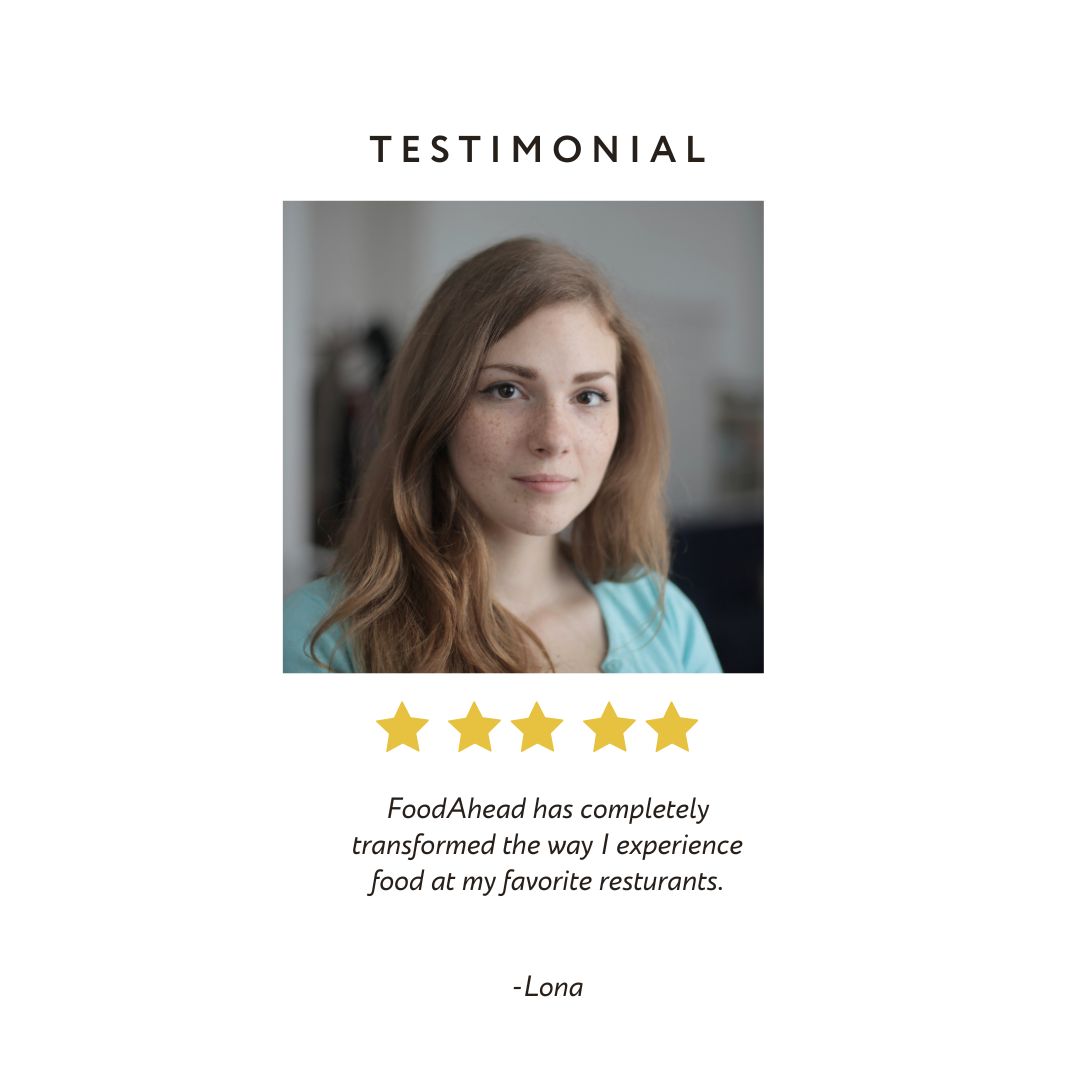 TESTIMONIAL
FoodAhead has completely
transformed the way I experience
food at my favorite resturants.
-Lona